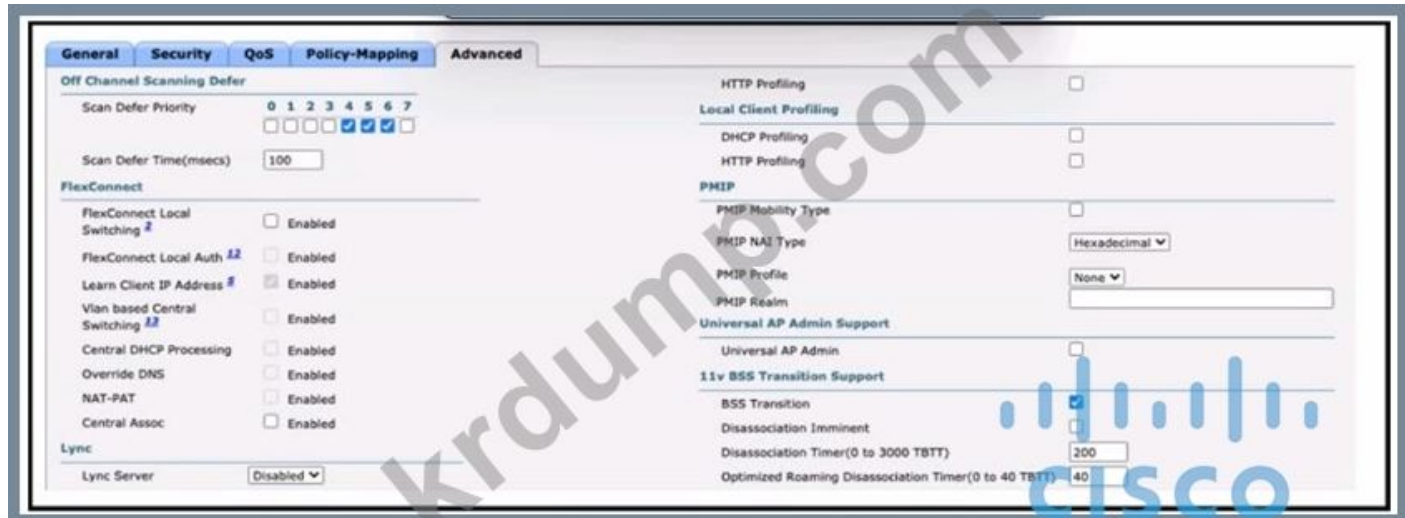 General Security QoS Policy-Mapping Advanced
Off Channel Scanning Defer
Scan Defer Priority 0 1 2 3 4 5 6 7
Scan Defer Time(msecs) 100
FlexConnect
FlexConnect Local
Switching 2 Enabled
FlexConnect Local Auth 12 Enabled
Learn Client IP Address 5 Enabled
Vlan based Central
Switching 13 Enabled
Central DHCP Processing Enabled
Override DNS Enabled
NAT-PAT Enabled
Central Assoc Enabled
Lync
Lync Server Disabled
HTTP Profiling
Local Client Profiling
DHCP Profiling
HTTP Profiling
PMIP
PMIP Mobility Type
PMIP NAI Type Hexadecimal
PMIP Profile None
PMIP Realm
Universal AP Admin Support
Universal AP Admin
11v BSS Transition Support
BSS Transition
Disassociation Imminent
Disassociation Timer(0 to 3000 TBTT) 200
Optimized Roaming Disassociation Timer(0 to 40 TBTT) 40
krdump.com
CISCO